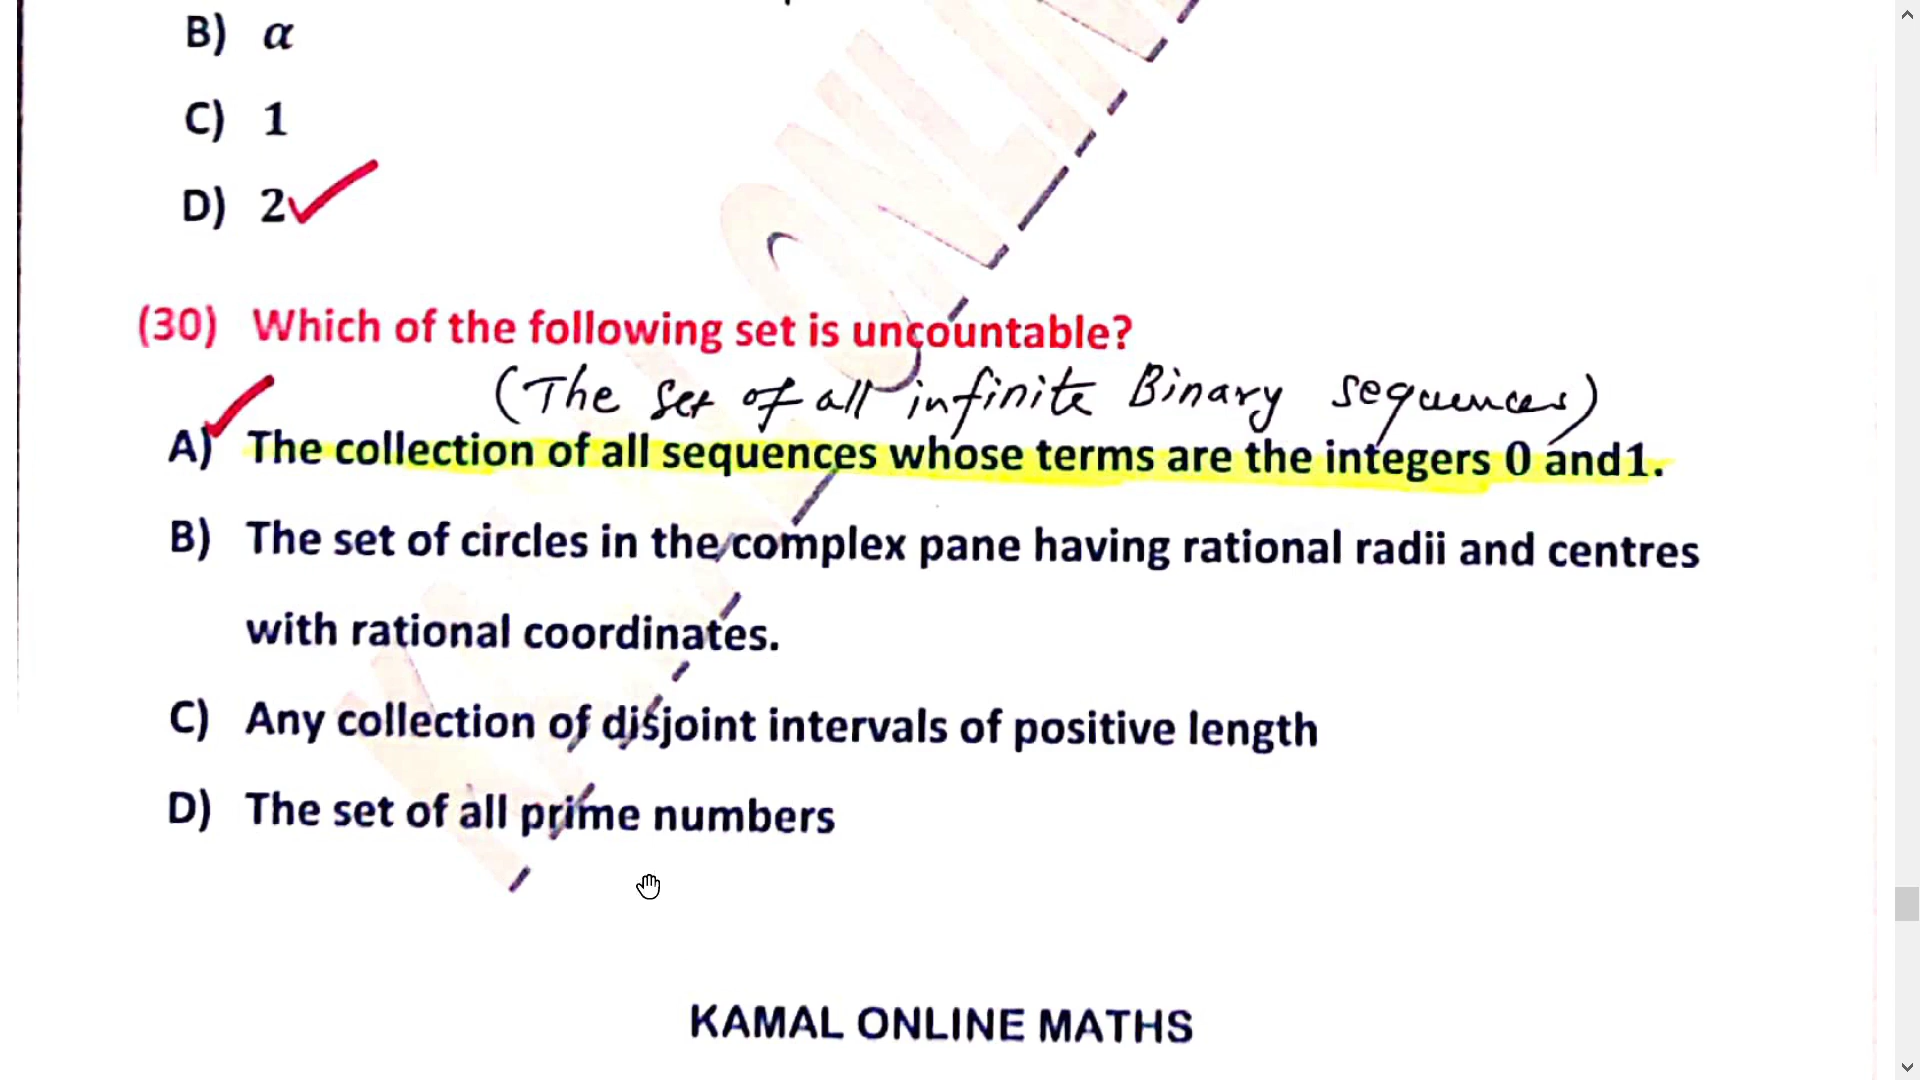 B) α
C) 1
D) 2
(30) Which of the following set is uncountable?
(The Set of all infinite Binary sequences)
A) The collection of all sequences whose terms are the integers 0 and1.
B) The set of circles in the complex pane having rational radii and centres
with rational coordinates.
C) Any collection of disjoint intervals of positive length
D) The set of all prime numbers
KAMAL ONLINE MATHS